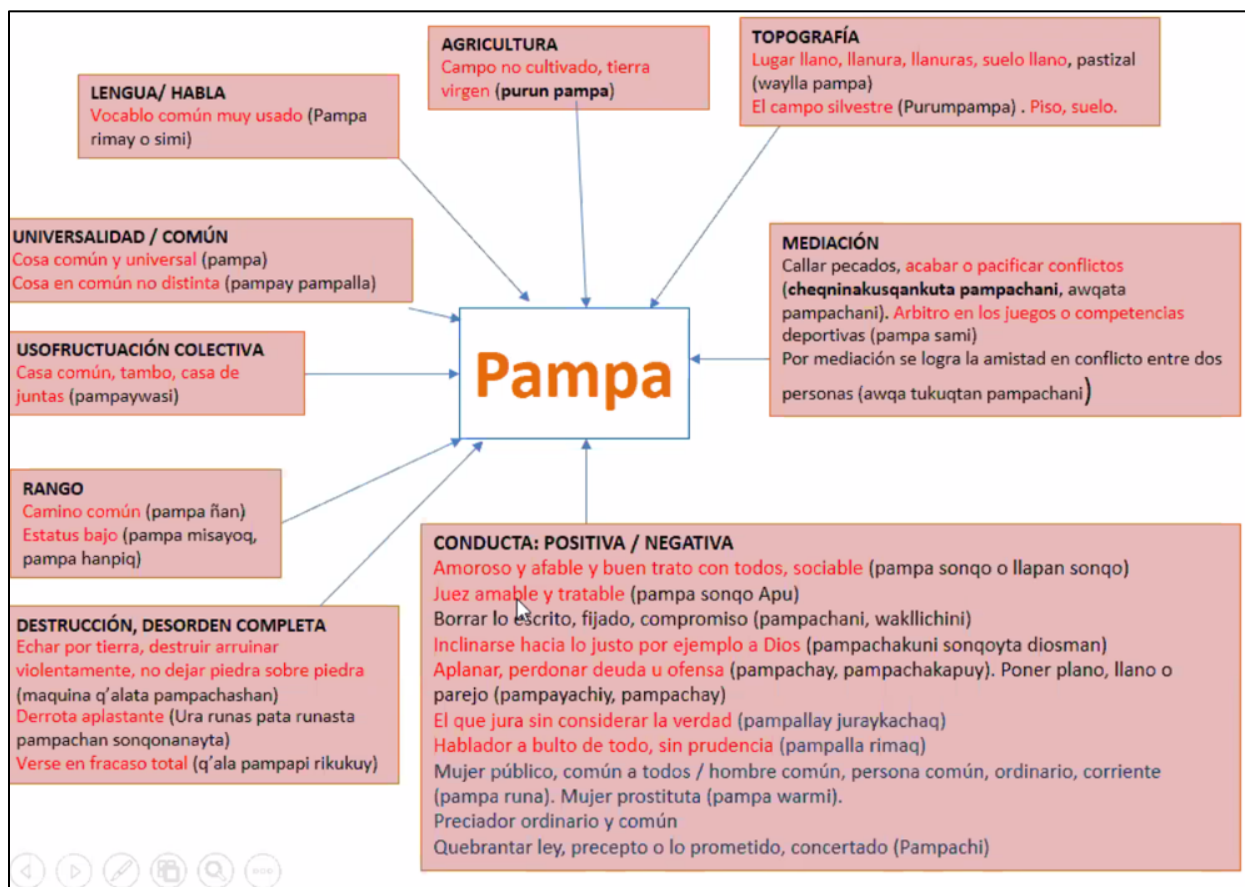 AGRICULTURA
Campo no cultivado, tierra
virgen (purun pampa)
TOPOGRAFÍA
Lugar llano, llanura, llanuras, suelo llano, pastizal
(waylla pampa)
El campo silvestre (Purumpampa) . Piso, suelo.
LENGUA/ HABLA
Vocablo común muy usado (Pampa
rimay o simi)
UNIVERSALIDAD / COMÚN
Cosa común y universal (pampa)
Cosa en común no distinta (pampay pampalla)
MEDIACIÓN
Callar pecados, acabar o pacificar conflictos
(cheqninakusqankuta pampachani, awqata
pampachani). Arbitro en los juegos o competencias
deportivas (pampa sami)
Por mediación se logra la amistad en conflicto entre dos
personas (awqa tukuqtan pampachani)
USOFRUCTUACIÓN COLECTIVA
Casa común, tambo, casa de
juntas (pampaywasi)
Pampa
RANGO
Camino común (pampa ñan)
Estatus bajo (pampa misayoq,
pampa hanpiq)
DESTRUCCIÓN, DESORDEN COMPLETA
Echar por tierra, destruir arruinar
violentamente, no dejar piedra sobre piedra
(maquina q'alata pampachashan)
Derrota aplastante (Ura runas pata runasta
pampachan sonqonanayta)
Verse en fracaso total (q'ala pampapi rikukuy)
CONDUCTA: POSITIVA / NEGATIVA
Amoroso y afable y buen trato con todos, sociable (pampa sonqo o llapan sonqo)
Juez amable y tratable (pampa sonqo Apu)
Borrar lo escrito, fijado, compromiso (pampachani, wakllichini)
Inclinarse hacia lo justo por ejemplo a Dios (pampachakuni sonqoyta diosman)
Aplanar, perdonar deuda u ofensa (pampachay, pampachakapuy). Poner plano, llano o
parejo (pampayachiy, pampachay)
El que jura sin considerar la verdad (pampallay juraykachaq)
Hablador a bulto de todo, sin prudencia (pampalla rimaq)
Mujer público, común a todos / hombre común, persona común, ordinario, corriente
(pampa runa). Mujer prostituta (pampa warmi).
Preciador ordinario y común
Quebrantar ley, precepto o lo prometido, concertado (Pampachi)